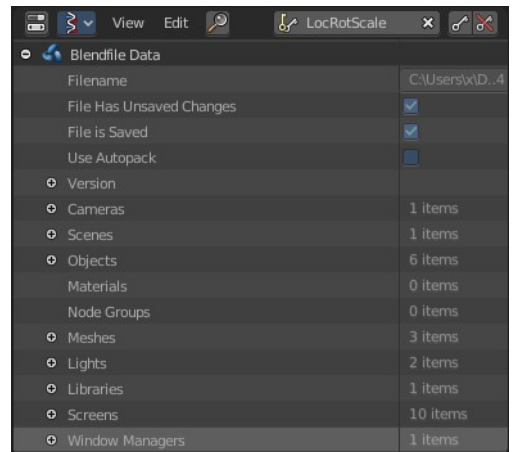 View Edit LocRotScale
Blendfile Data
Filename C:\Users\x\D..4
File Has Unsaved Changes
File is Saved
Use Autopack
Version
Cameras 1 items
Scenes 1 items
Objects 6 items
Materials 0 items
Node Groups 0 items
Meshes 3 items
Lights 2 items
Libraries 1 items
Screens 10 items
Window Managers 1 items